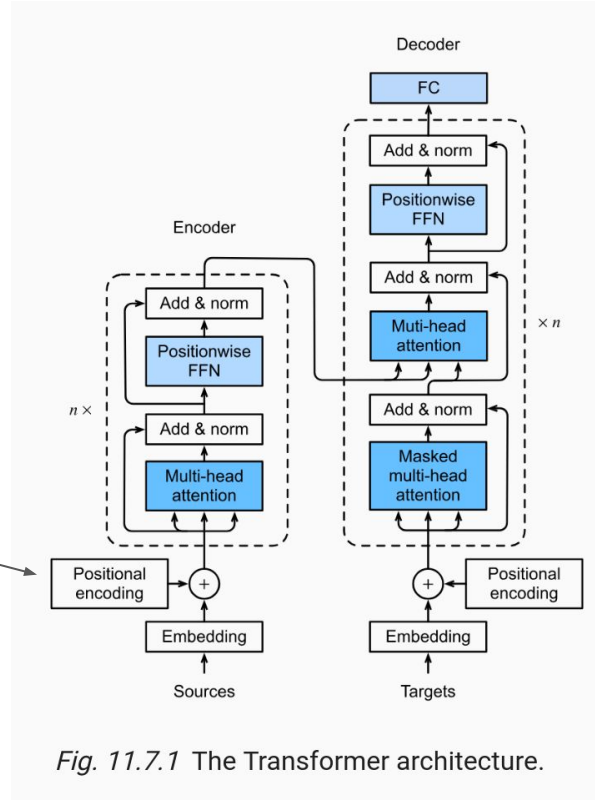 Decoder
FC
Add & norm
Positionwise
FFN
Add & norm
Muti-head
attention
× n
Add & norm
Masked
multi-head
attention
Positional
encoding
+
Embedding
Targets
Encoder
Add & norm
Positionwise
FFN
n ×
Add & norm
Multi-head
attention
Positional
encoding
+
Embedding
Sources
Fig. 11.7.1 The Transformer architecture.